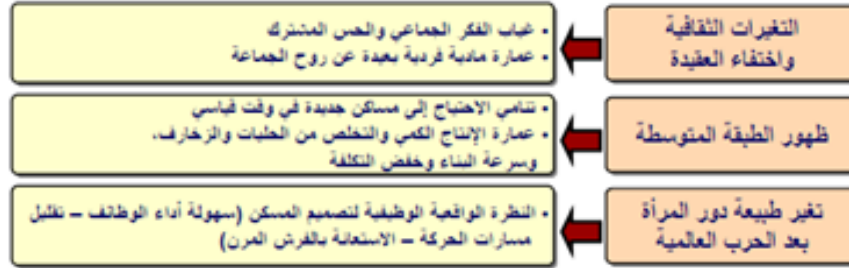 التغيرات الثقافية
واختفاء العقيدة
• غياب الفكر الجماعي والحس المشترك
• عمارة مادية فردية بعيدة عن روح الجماعة
ظهور الطبقة المتوسطة
• تنامي الاحتياج إلى مساكن جديدة في وقت قياسي
• عمارة الإنتاج الكمي والتخلص من الحليات والزخارف،
وسرعة البناء وخفض التكلفة
تغير طبيعة دور المرأة
بعد الحرب العالمية
• النظرة الواقعية الوظيفية لتصميم المسكن (سهولة أداء الوظائف – تقليل
مسارات الحركة – الاستعانة بالفرش المرن)